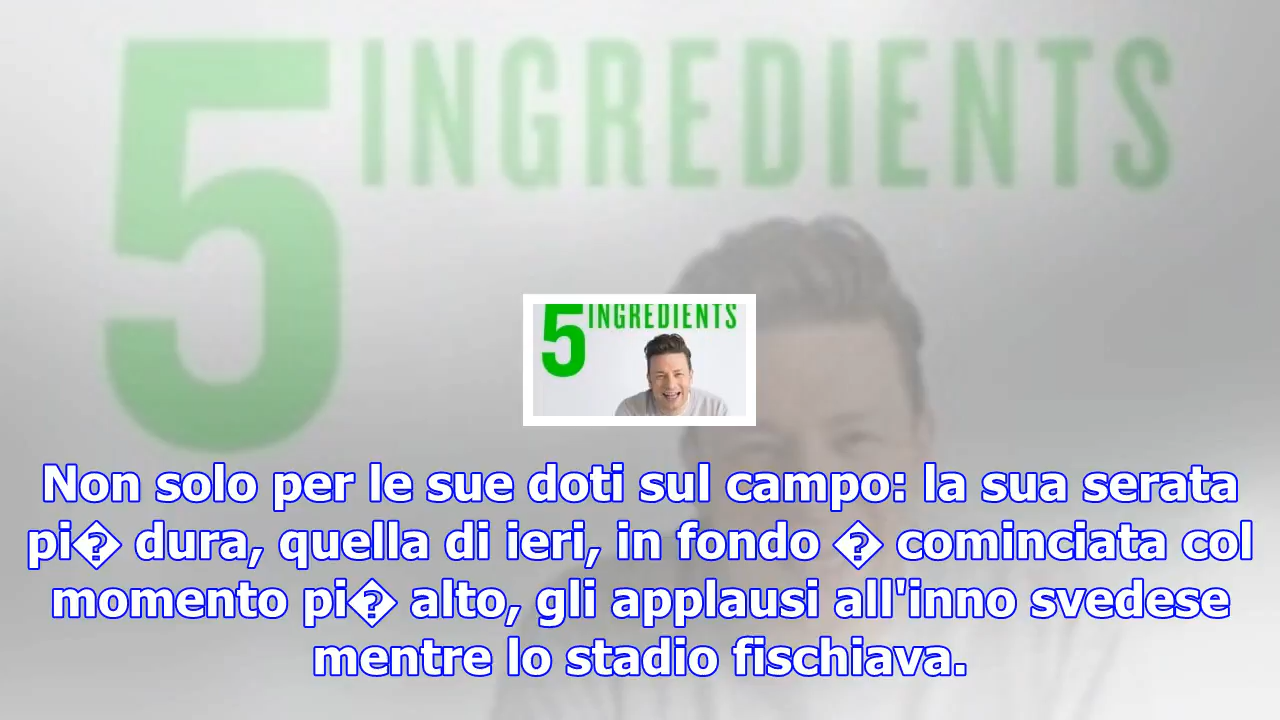 5 INGREDIENTS
5 INGREDIENTS
Non solo per le sue doti sul campo: la sua serata
pi� dura, quella di ieri, in fondo � cominciata col
momento pi� alto, gli applausi all'inno svedese
mentre lo stadio fischiava.